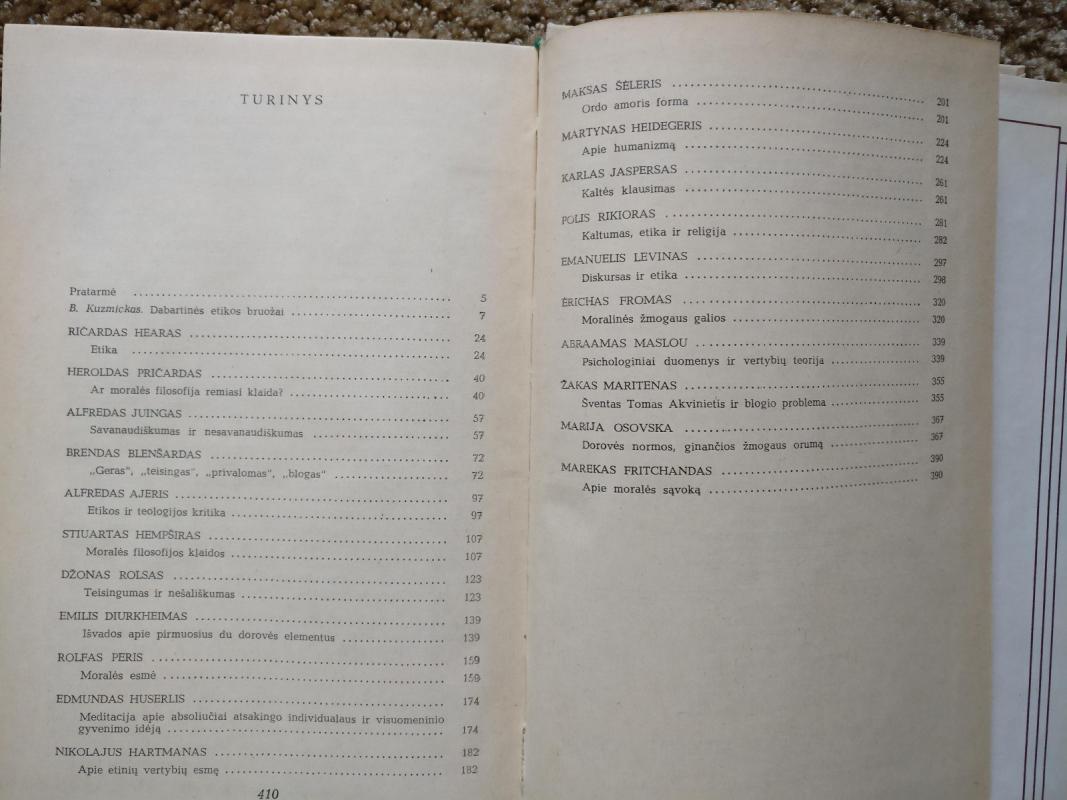 TURINYS
Pratarmė ........ 5
B. Kuzmickas. Dabartinės etikos bruožai ........ 7
RIČARDAS HEARAS ........ 24
Etika ........ 24
HEROLDAS PRIČARDAS ........ 40
Ar moralės filosofija remiasi klaida? ........ 40
ALFREDAS JUINGAS ........ 57
Savanaudiškumas ir nesavanaudiškumas ........ 57
BRENDAS BLENŠARDAS ........ 72
„Geras“, „teisingas“, „privalomas“, „blogas“ ........ 72
ALFREDAS AJERIS ........ 97
Etikos ir teologijos kritika ........ 97
STIUARTAS HEMPŠIRAS ........ 107
Moralės filosofijos klaidos ........ 107
DŽONAS ROLSAS ........ 123
Teisingumas ir nešališkumas ........ 123
EMILIS DIURKHEIMAS ........ 139
Išvados apie pirmuosius du dorovės elementus ........ 139
ROLFAS PERIS ........ 159
Moralės esmė ........ 159
EDMUNDAS HUSERLIS ........ 174
Meditacija apie absoliučiai atsakingo individualaus ir visuomeninio
gyvenimo idėją ........ 174
NIKOLAJUS HARTMANAS ........ 182
Apie etinių vertybių esmę ........ 182
410
MAKSAS ŠĖLERIS ........ 201
Ordo amoris forma ........ 201
MARTYNAS HEIDEGERIS ........ 224
Apie humanizmą ........ 224
KARLAS JASPERSAS ........ 261
Kaltės klausimas ........ 261
POLIS RIKIORAS ........ 281
Kaltumas, etika ir religija ........ 282
EMANUELIS LEVINAS ........ 297
Diskursas ir etika ........ 298
ĖRICHAS FROMAS ........ 320
Moralinės žmogaus galios ........ 320
ABRAAMAS MASLOU ........ 339
Psichologiniai duomenys ir vertybių teorija ........ 339
ŽAKAS MARITENAS ........ 355
Šventas Tomas Akvinietis ir blogio problema ........ 355
MARIJA OSOVSKA ........ 367
Dorovės normos, ginančios žmogaus orumą ........ 367
MAREKAS FRITCHANDAS ........ 390
Apie moralės sąvoką ........ 390